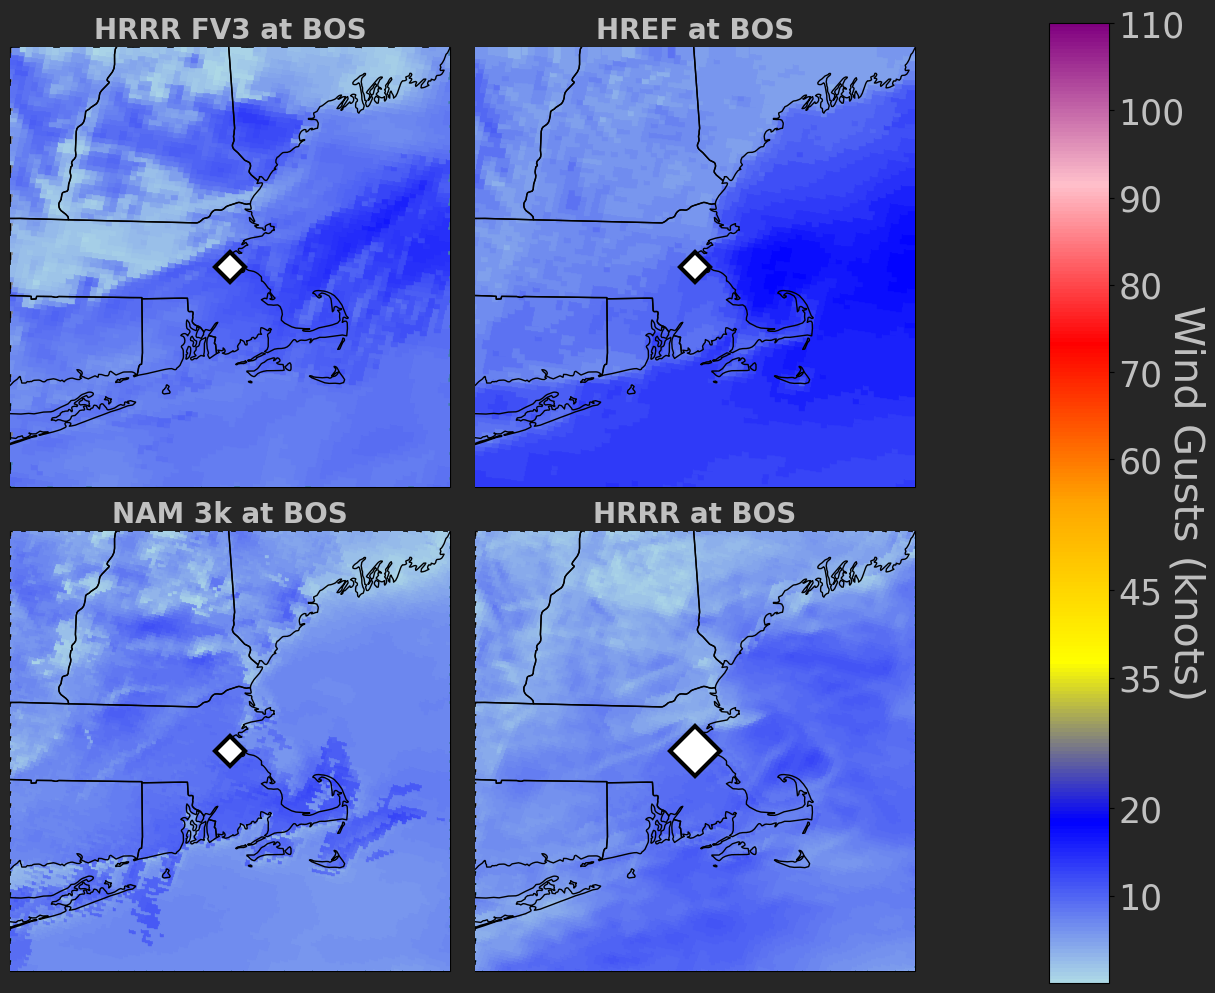 HRRR FV3 at BOS
HREF at BOS
NAM 3k at BOS
HRRR at BOS
110
100
90
80
70
60
45
35
20
10
Wind Gusts (knots)